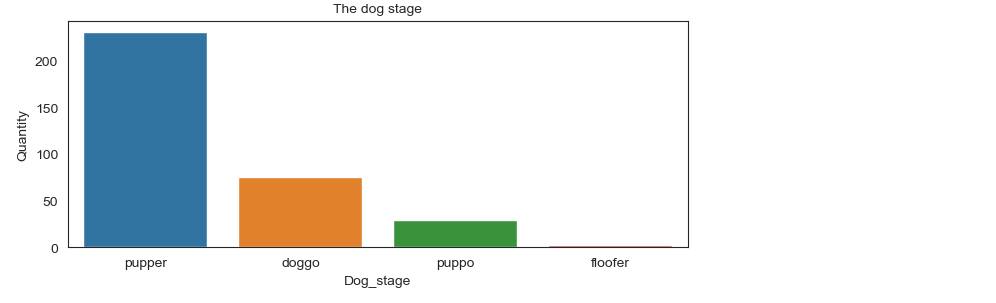 The dog stage
Quantity
200
150
100
50
0
pupper doggo puppo floofer
Dog_stage